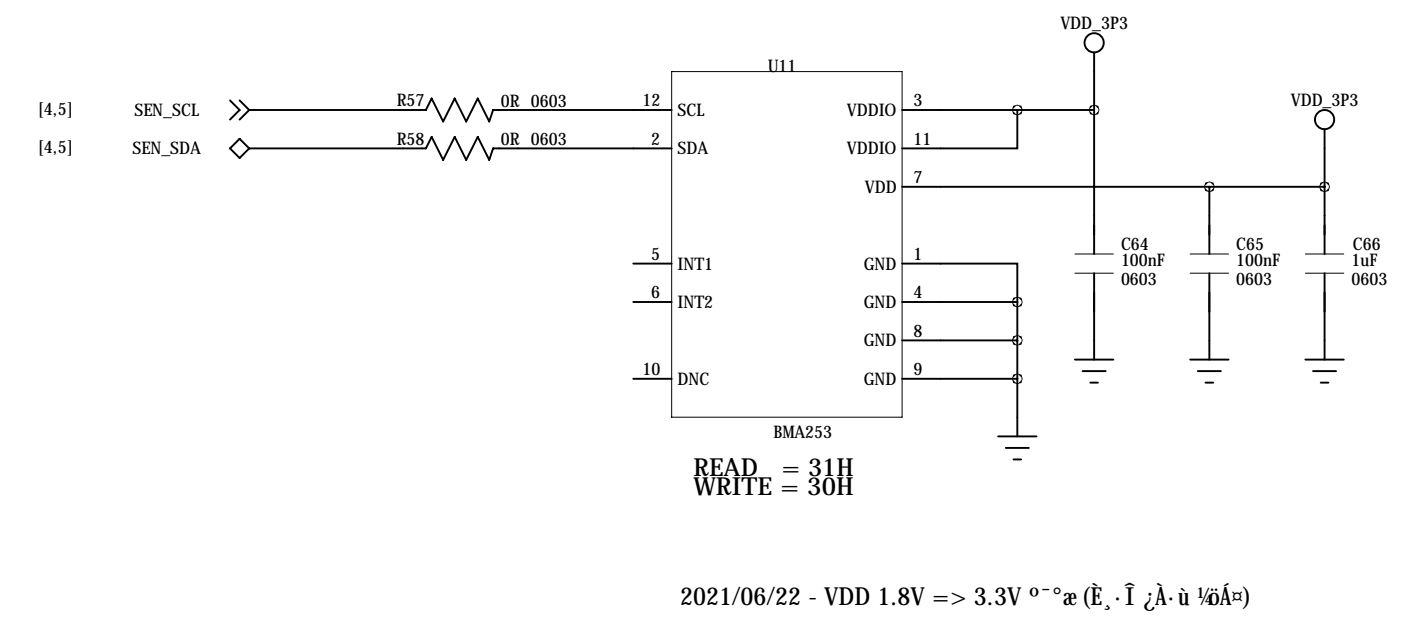 VDD_3P3
U11
[4,5] SEN_SCL R57 0R 0603 12 SCL VDDIO 3
VDD_3P3
[4,5] SEN_SDA R58 0R 0603 2 SDA VDDIO 11
VDD 7
C64 C65 C66
100nF 100nF 1uF
0603 0603 0603
5 INT1 GND 1
6 INT2 GND 4
GND 8
10 DNC GND 9
BMA253
READ = 31H
WRITE = 30H
2021/06/22 - VDD 1.8V => 3.3V º¯°æ (È¸·Î ¿À·ù ¼öÁ¤)